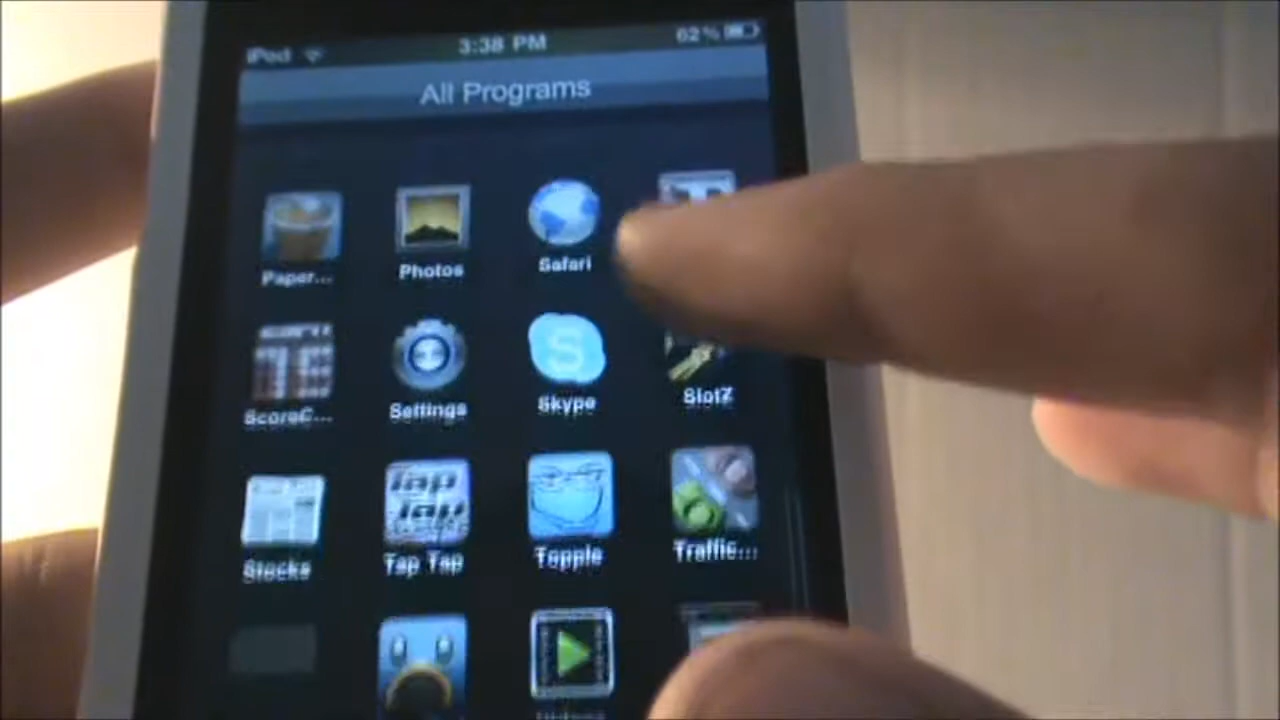 iPod 3:38 PM 62%
All Programs
Paper... Photos Safari
ScoreC... Settings Skype SlotZ
Stocks Tap Tap Topple Traffic...